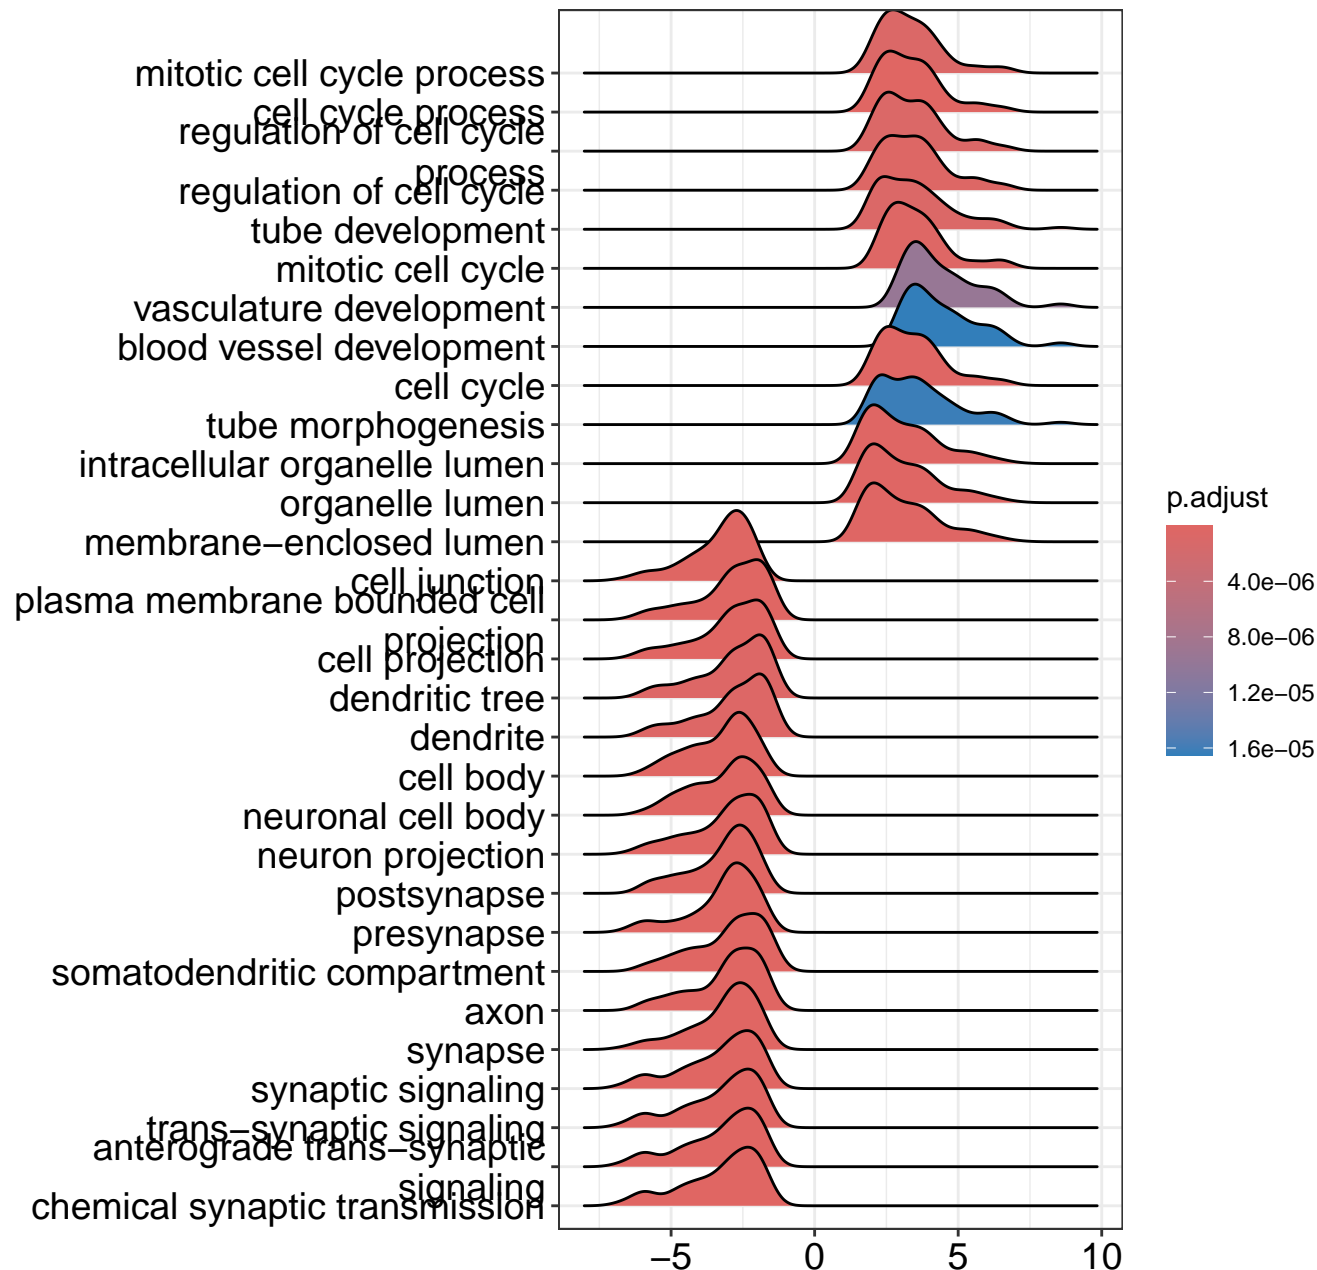 mitotic cell cycle process
cell cycle process
regulation of cell cycle
process
regulation of cell cycle
tube development
mitotic cell cycle
vasculature development
blood vessel development
cell cycle
tube morphogenesis
intracellular organelle lumen
organelle lumen
membrane−enclosed lumen
cell junction
plasma membrane bounded cell
projection
cell projection
dendritic tree
dendrite
cell body
neuronal cell body
neuron projection
postsynapse
presynapse
somatodendritic compartment
axon
synapse
synaptic signaling
trans−synaptic signaling
anterograde trans−synaptic
signaling
chemical synaptic transmission
−5 0 5 10
p.adjust
4.0e−06
8.0e−06
1.2e−05
1.6e−05